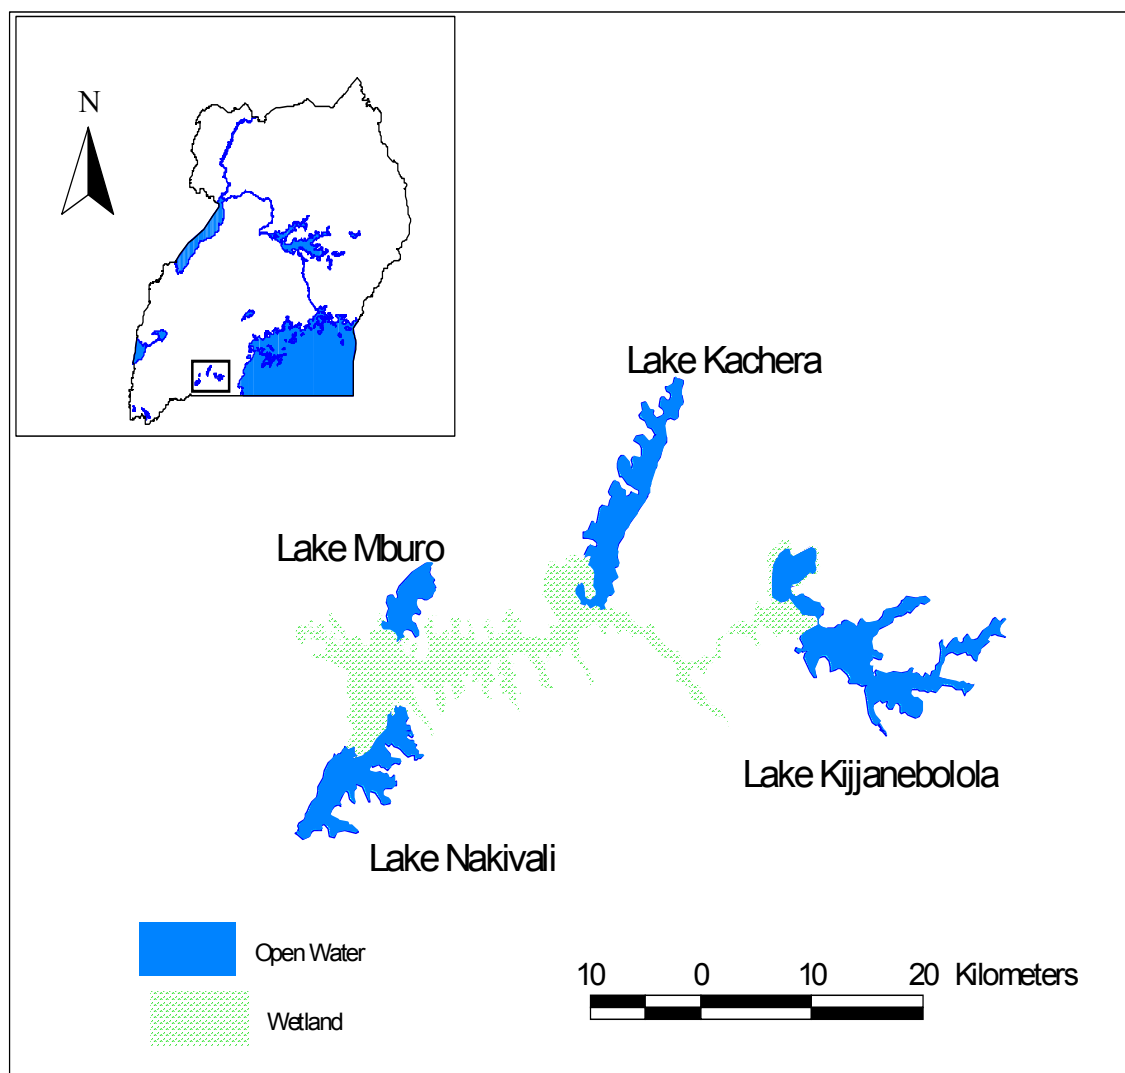 N
Lake Kachera
Lake Mburo
Lake Kijjanebolola
Lake Nakivali
Open Water
Wetland
10 0 10 20 Kilometers